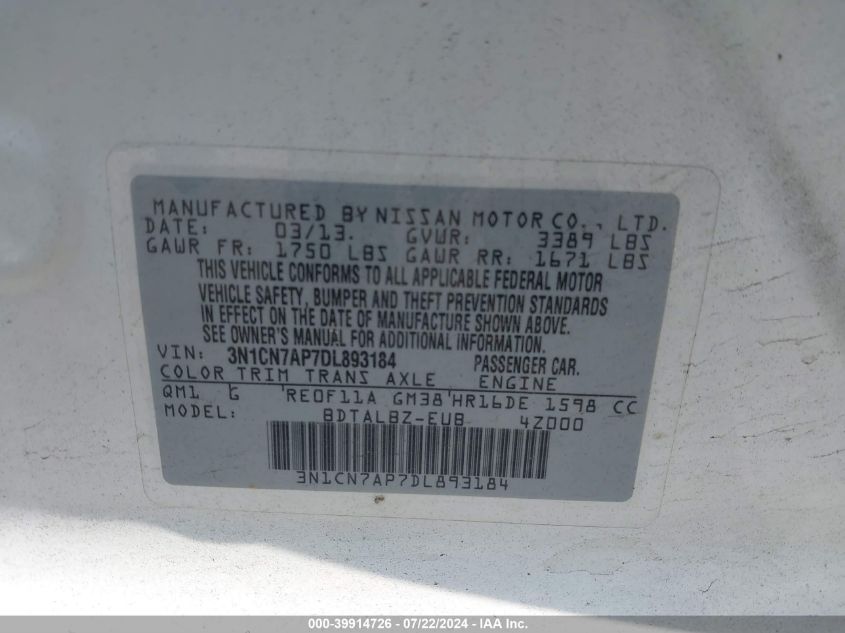 MANUFACTURED BY NISSAN MOTOR CO., LTD.
DATE: 03/13. GVWR: 3389 LBS
GAWR FR: 1750 LBS GAWR RR: 1671 LBS
THIS VEHICLE CONFORMS TO ALL APPLICABLE FEDERAL MOTOR
VEHICLE SAFETY, BUMPER AND THEFT PREVENTION STANDARDS
IN EFFECT ON THE DATE OF MANUFACTURE SHOWN ABOVE.
SEE OWNER'S MANUAL FOR ADDITIONAL INFORMATION.
VIN: 3N1CN7AP7DL893184 PASSENGER CAR.
COLOR TRIM TRANS AXLE ENGINE
QM1 G RE0F11A GM38 HR16DE 1598 CC
MODEL: BDTALBZ-EUB 4Z000
3N1CN7AP7DL893184
000-39914726 - 07/22/2024 - IAA Inc.